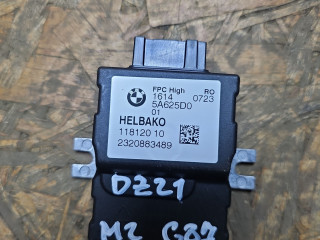 FPC High RO
1614 0723
5A625D0
01
HELBAKO
118120 10
2320883489
DZ21
M2 G87